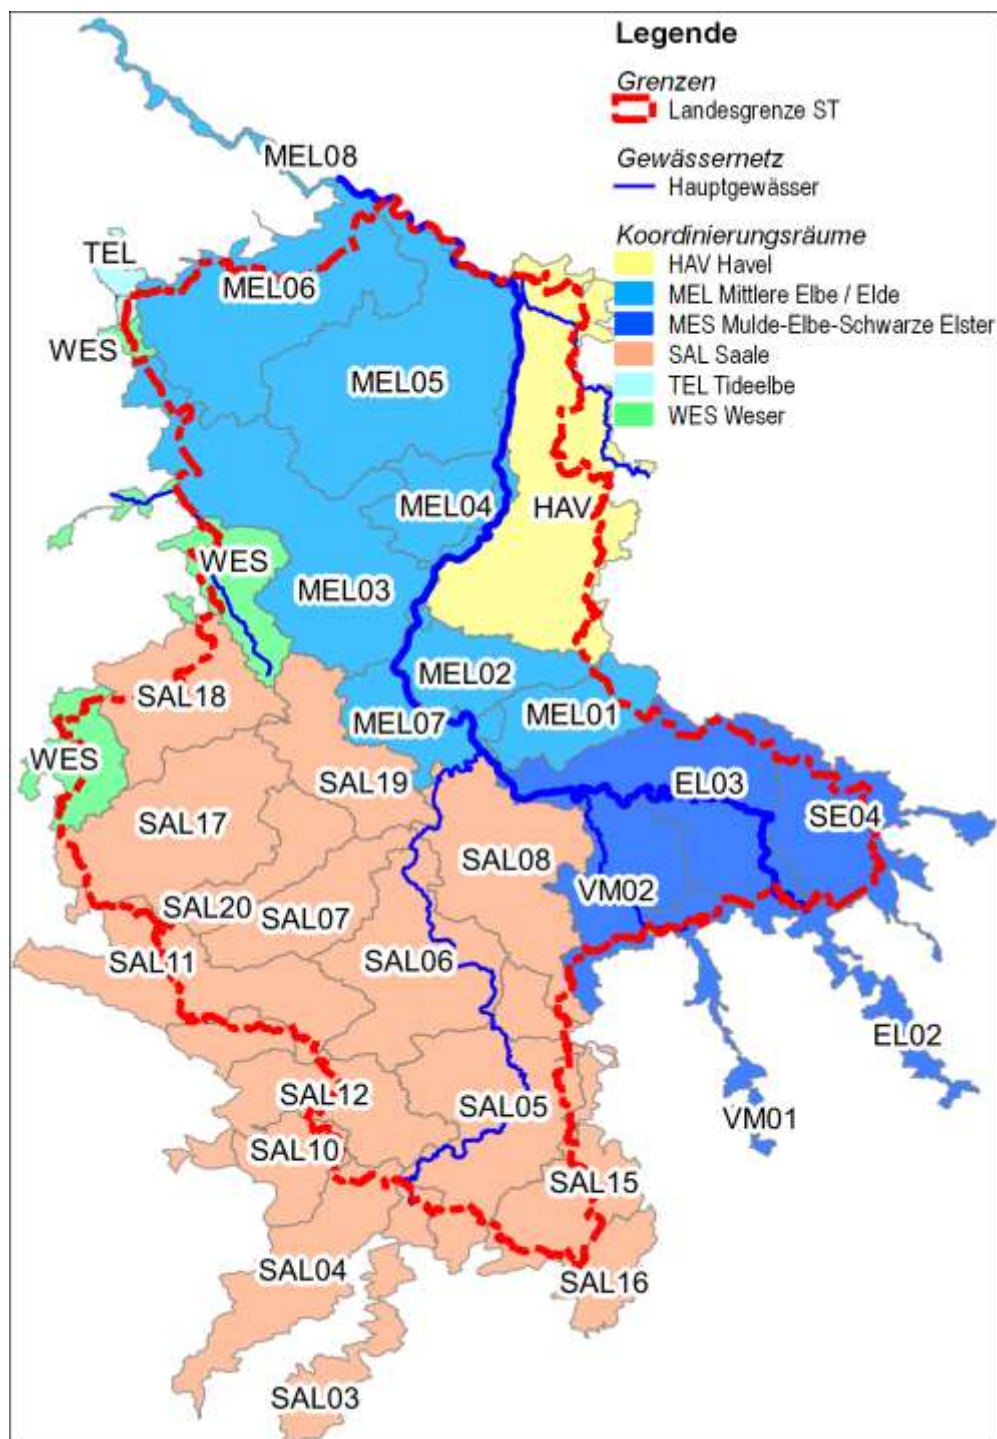 Legende
Grenzen
Landesgrenze ST
Gewässernetz
Hauptgewässer
Koordinierungsräume
HAV Havel
MEL Mittlere Elbe / Elde
MES Mulde-Elbe-Schwarze Elster
SAL Saale
TEL Tideelbe
WES Weser
MEL08
TEL
MEL06
WES
MEL05
MEL04
HAV
WES
MEL03
MEL02
SAL18
MEL01
MEL07
WES
SAL19
EL03
SAL17
SE04
SAL08
VM02
SAL20
SAL07
SAL11
SAL06
EL02
SAL12
SAL05
VM01
SAL10
SAL15
SAL04
SAL16
SAL03